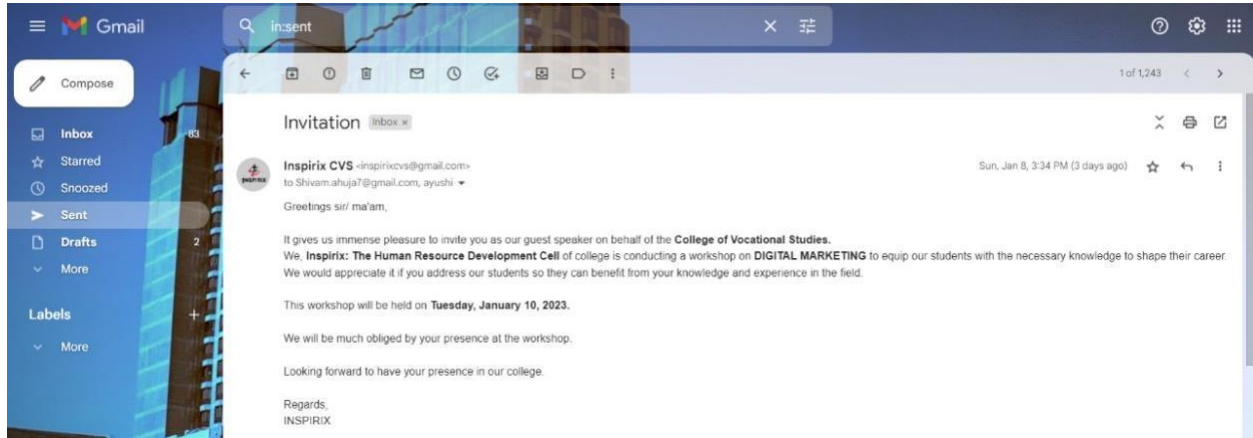 Gmail
in:sent
Compose
1 of 1,243
Inbox 83
Starred
Snoozed
Sent
Drafts 2
More
Labels +
More
Invitation Inbox ×
INSPIRIX
Inspirix CVS <inspirixcvs@gmail.com>
Sun, Jan 8, 3:34 PM (3 days ago)
to Shivam.ahuja7@gmail.com, ayushi
Greetings sir/ ma'am,
It gives us immense pleasure to invite you as our guest speaker on behalf of the College of Vocational Studies.
We, Inspirix: The Human Resource Development Cell of college is conducting a workshop on DIGITAL MARKETING to equip our students with the necessary knowledge to shape their career.
We would appreciate it if you address our students so they can benefit from your knowledge and experience in the field.
This workshop will be held on Tuesday, January 10, 2023.
We will be much obliged by your presence at the workshop.
Looking forward to have your presence in our college.
Regards,
INSPIRIX